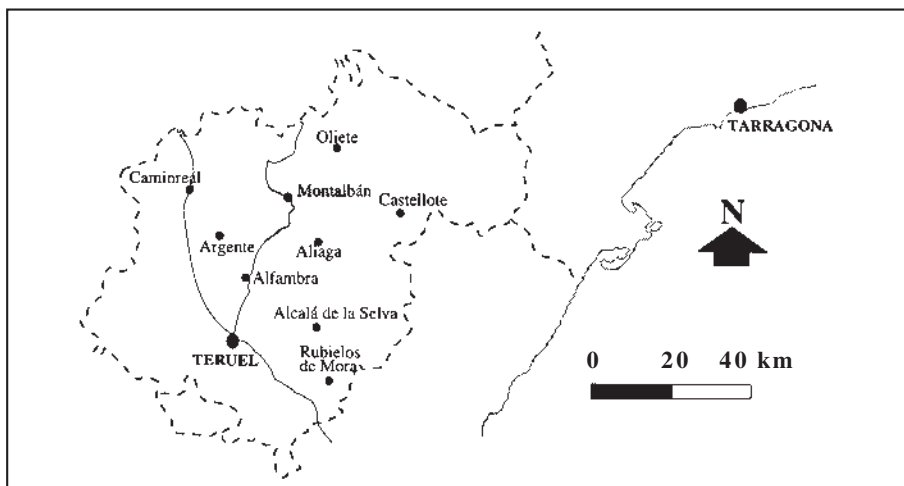 TARRAGONA
Oliete
Caminreal
Montalbán
Castellote
N
Argente
Aliaga
Alfambra
Alcalá de la Selva
TERUEL
Rubielos
de Mora
0 20 40 km